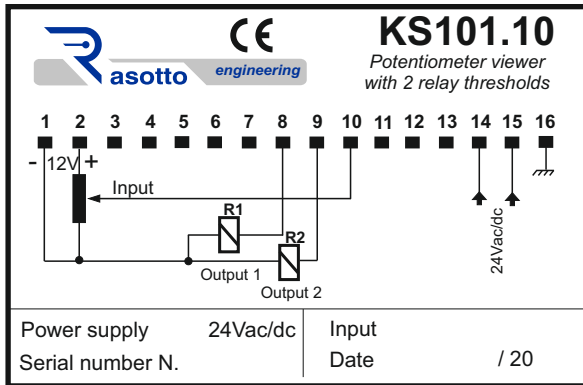 Rasotto
engineering
CE
KS101.10
Potentiometer viewer
with 2 relay thresholds
1 2 3 4 5 6 7 8 9 10 11 12 13 14 15 16
- 12V +
Input
R1
R2
Output 1
Output 2
24Vac/dc
Power supply 24Vac/dc
Serial number N.
Input
Date / 20